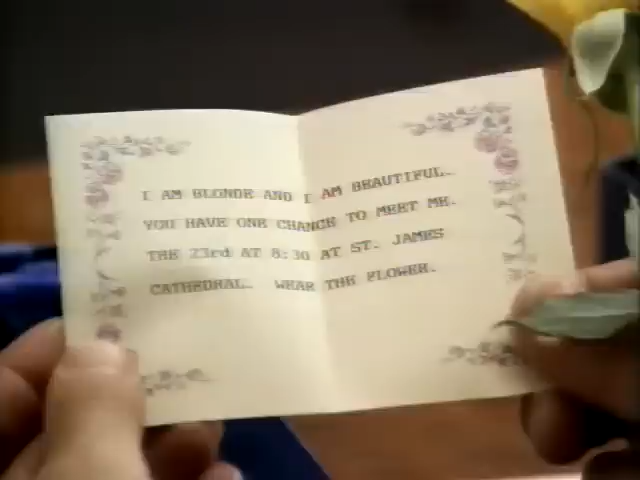 I AM BLONDE AND I AM BEAUTIFUL.
YOU HAVE ONE CHANCE TO MEET ME.
THE 23rd AT 8:30 AT ST. JAMES
CATHEDRAL. WEAR THE FLOWER.